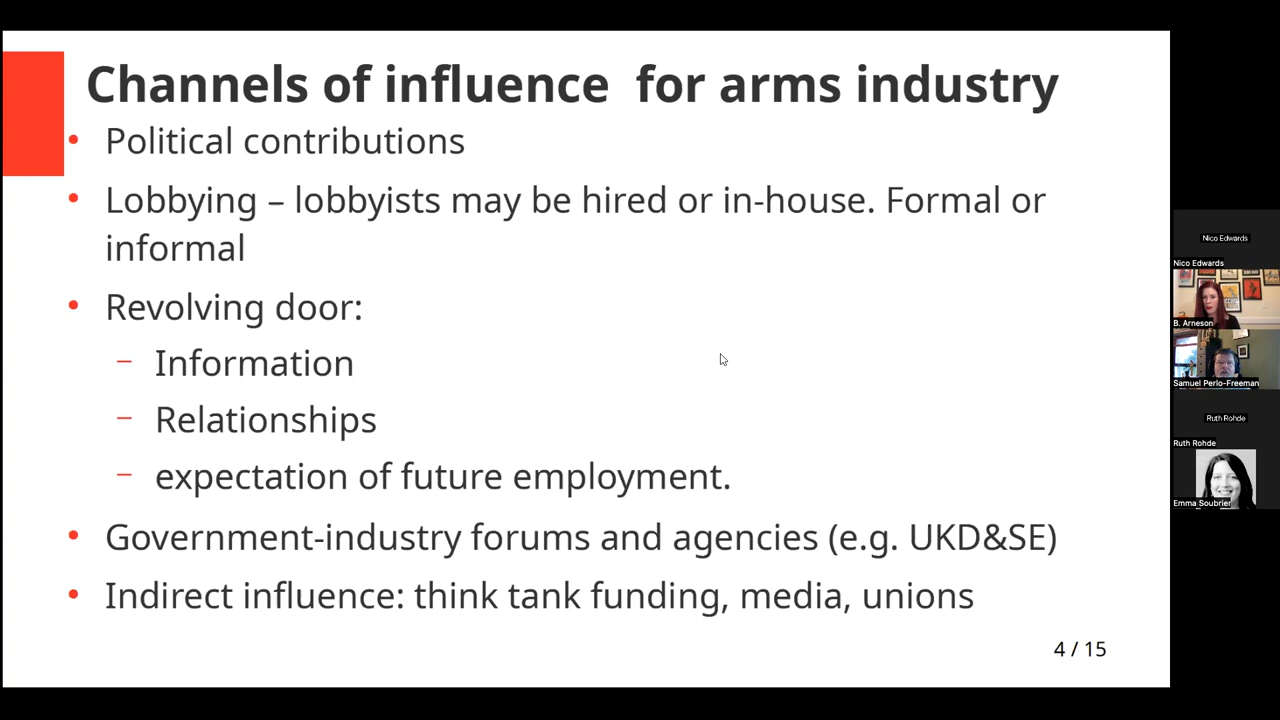 Channels of influence  for arms industry
• Political contributions
• Lobbying – lobbyists may be hired or in-house. Formal or
informal
• Revolving door:
– Information
– Relationships
– expectation of future employment.
• Government-industry forums and agencies (e.g. UKD&SE)
• Indirect influence: think tank funding, media, unions
4 / 15
Nico Edwards
Nico Edwards
B. Arneson
Samuel Perlo-Freeman
Ruth Rohde
Ruth Rohde
Emma Soubrier